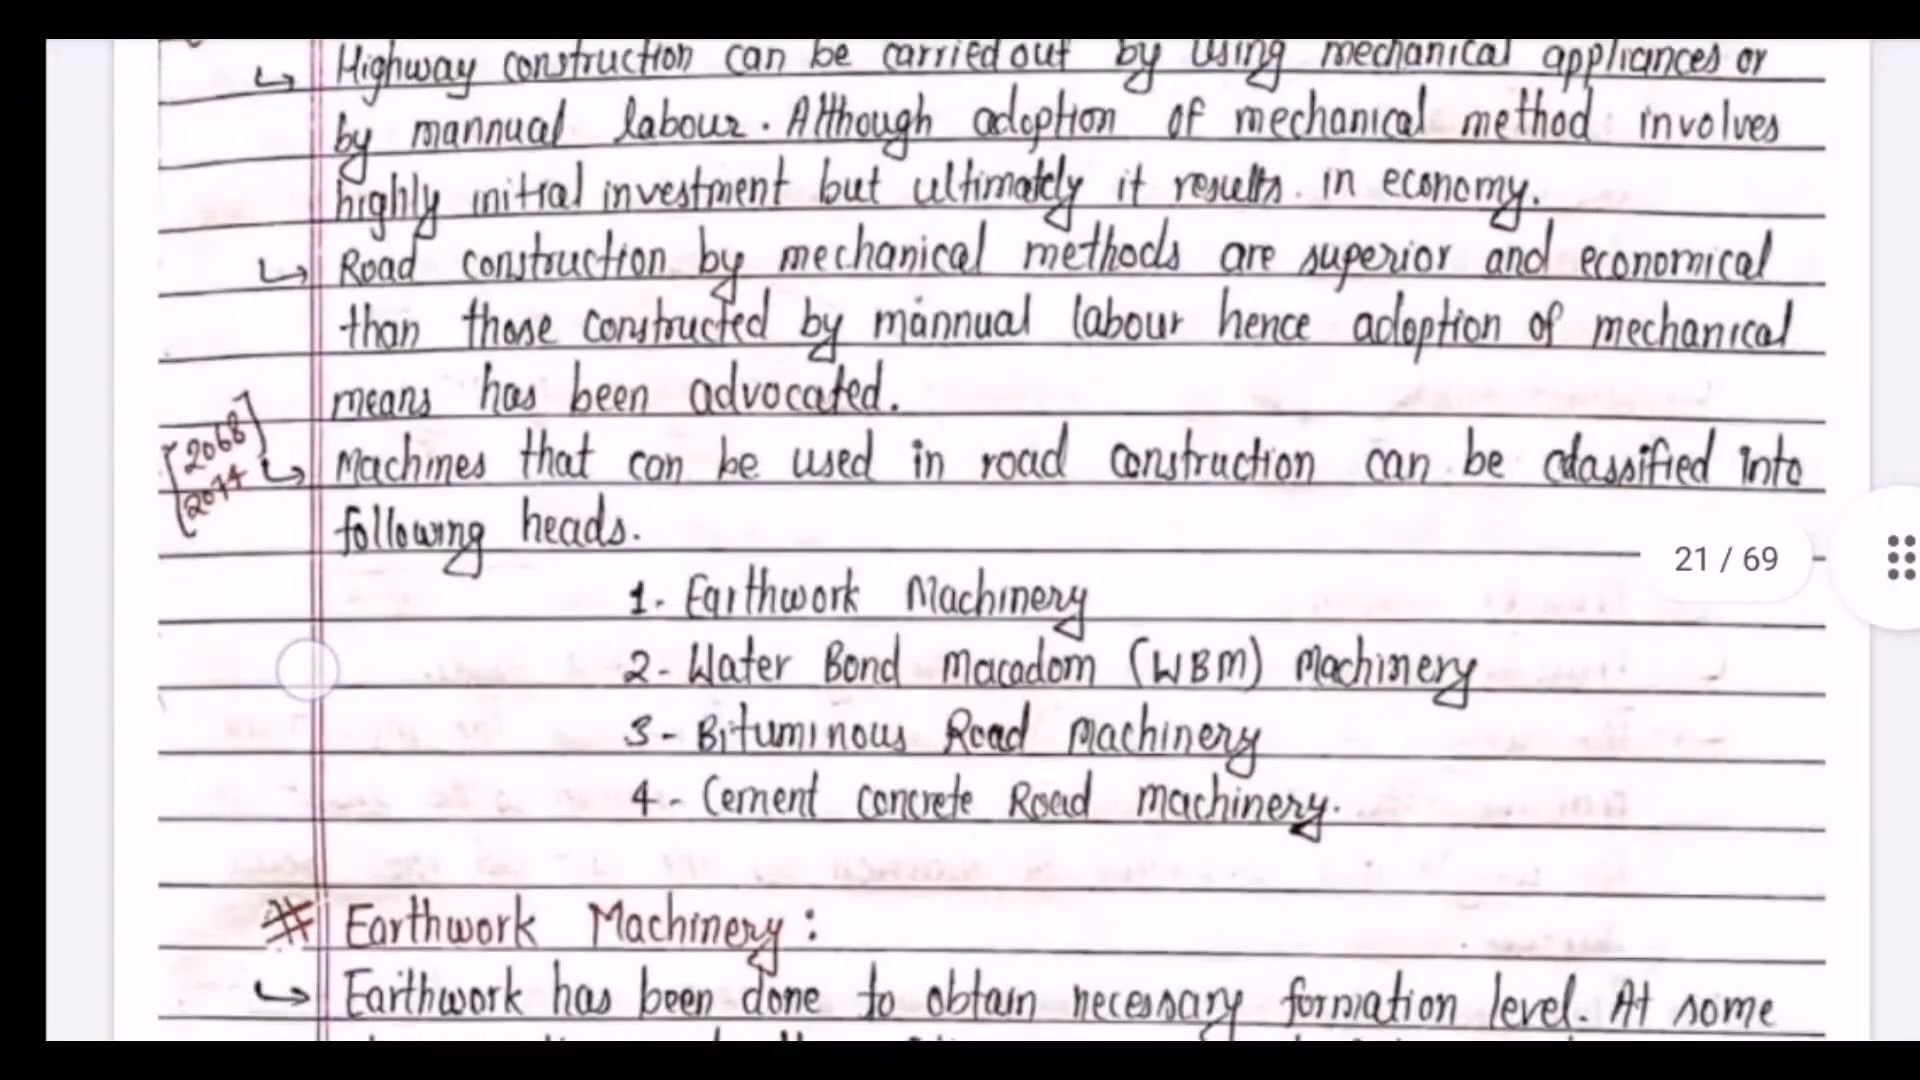 Highway construction can be carried out by using mechanical appliances or
by mannual labour. Although adoption of mechanical method involves
highly initial investment but ultimately it results in economy.
Road construction by mechanical methods are superior and economical
than those constructed by mannual labour hence adoption of mechanical
means has been advocated.
[2068
2074]
Machines that can be used in road construction can be classified into
following heads.
21 / 69
1- Earthwork Machinery
2- Water Bond Macadam (WBM) Machinery
3- Bituminous Road Machinery
4- Cement concrete Road machinery.
# Earthwork Machinery :
Earthwork has been done to obtain necessary formation level. At some